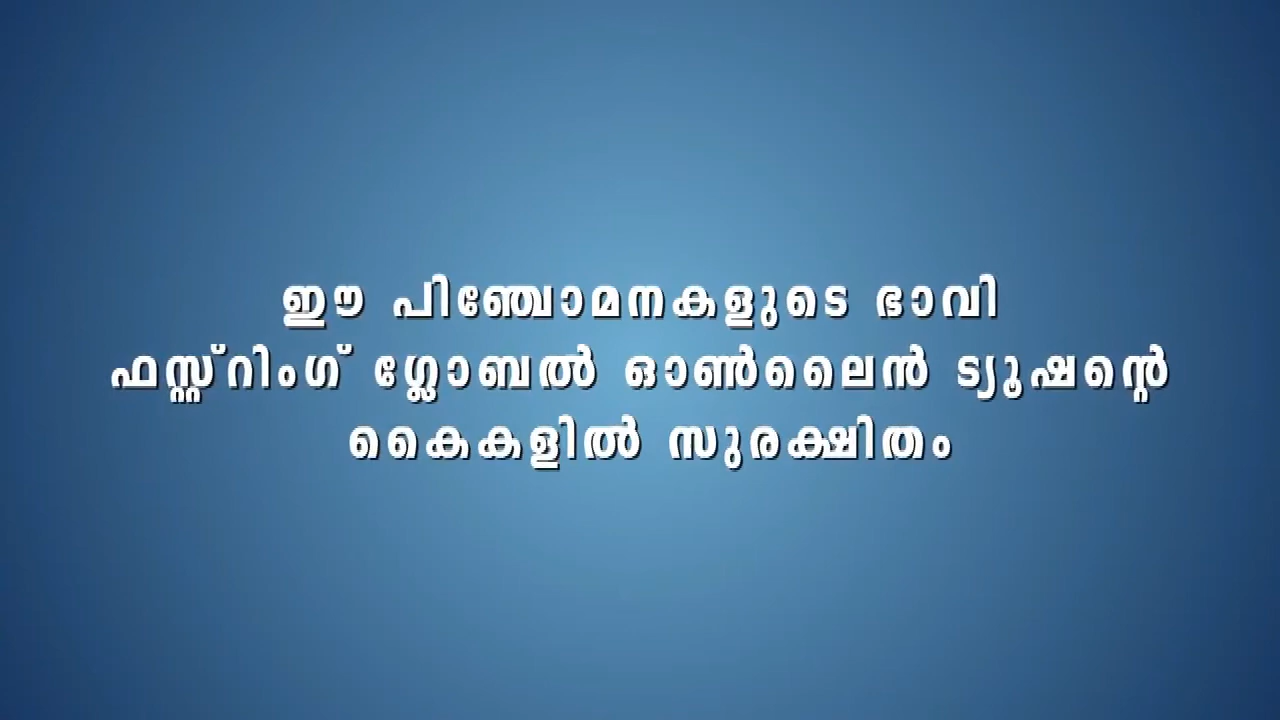 ഈ പിഞ്ചോമനകളുടെ ഭാവി
ഫസ്റ്റ്റിംഗ് ഗ്ലോബൽ ഓൺലൈൻ ട്യൂഷന്റെ
കൈകളിൽ സുരക്ഷിതം